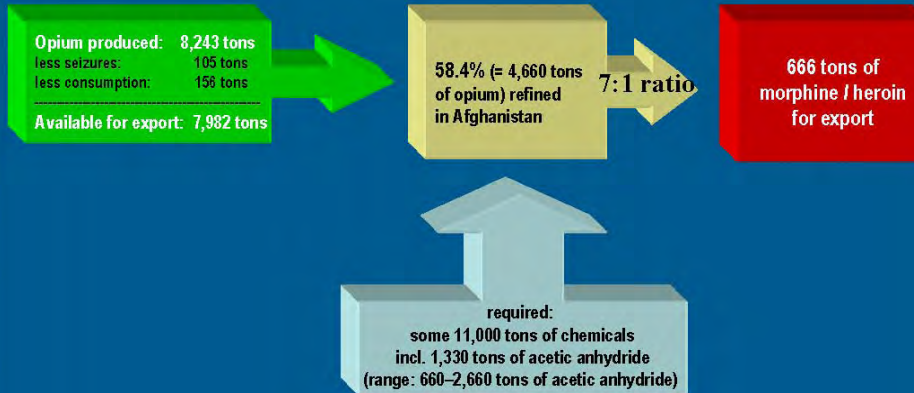 Opium produced: 8,243 tons
less seizures: 105 tons
less consumption: 156 tons
Available for export: 7,982 tons
58.4% (= 4,660 tons
of opium) refined
in Afghanistan
7:1 ratio
666 tons of
morphine / heroin
for export
required:
some 11,000 tons of chemicals
incl. 1,330 tons of acetic anhydride
(range: 660–2,660 tons of acetic anhydride)